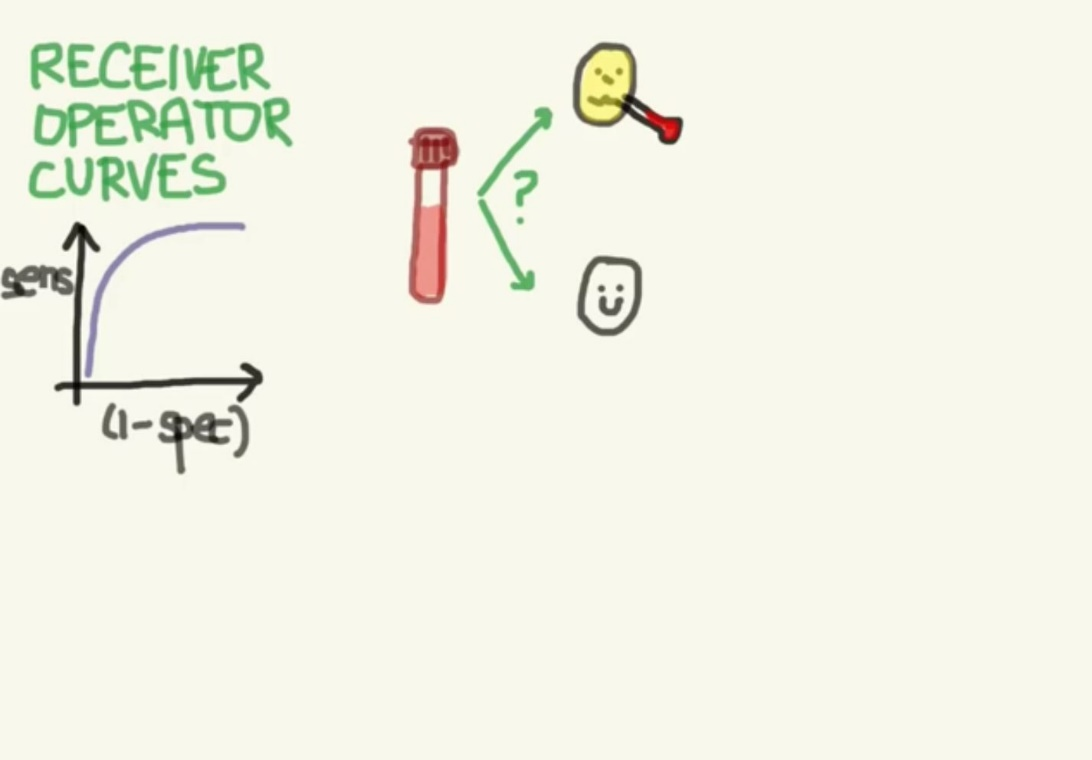 RECEIVER
OPERATOR
CURVES
sens
(1-spec)
?